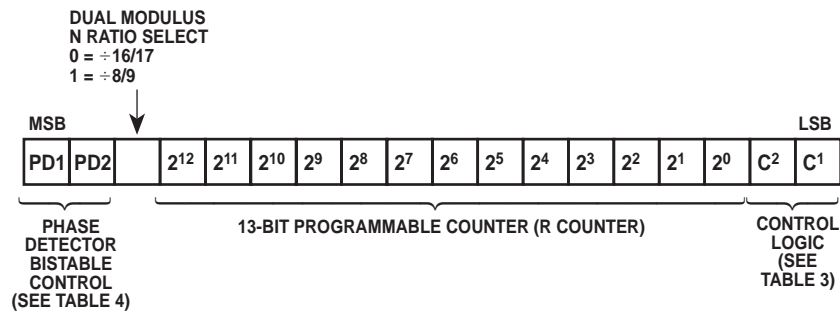 DUAL MODULUS
N RATIO SELECT
0 = ÷16/17
1 = ÷8/9
MSB LSB
PD1 PD2 2¹² 2¹¹ 2¹⁰ 2⁹ 2⁸ 2⁷ 2⁶ 2⁵ 2⁴ 2³ 2² 2¹ 2⁰ C² C¹
PHASE
DETECTOR
BISTABLE
CONTROL
(SEE TABLE 4)
13-BIT PROGRAMMABLE COUNTER (R COUNTER)
CONTROL
LOGIC
(SEE
TABLE 3)